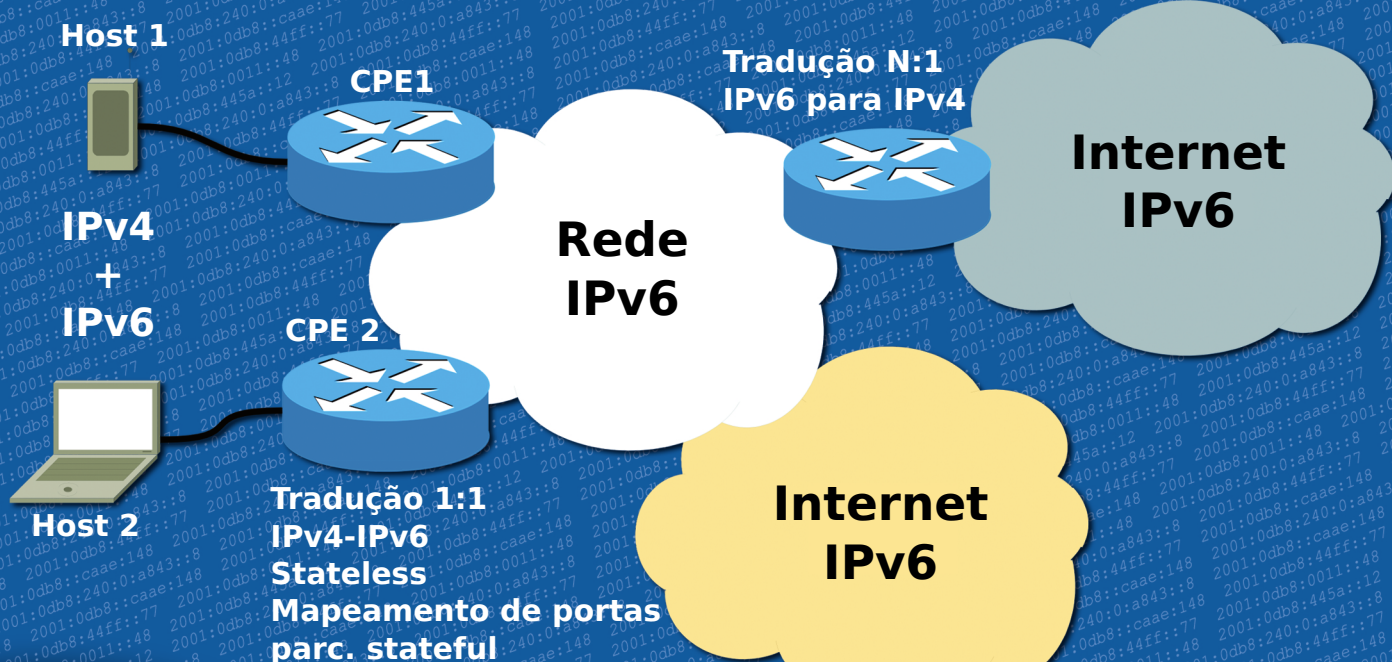 Host 1
CPE1
Tradução N:1
IPv6 para IPv4
Internet
IPv6
IPv4
+
IPv6
Rede
IPv6
CPE 2
Host 2
Tradução 1:1
IPv4-IPv6
Stateless
Mapeamento de portas
parc. stateful
Internet
IPv6